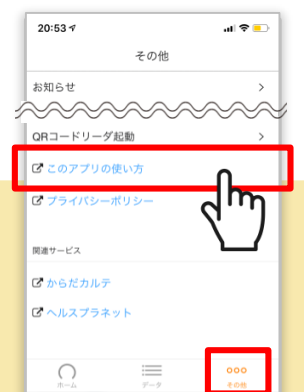 20:53
その他
お知らせ
QRコードリーダ起動
このアプリの使い方
プライバシーポリシー
関連サービス
からだカルテ
ヘルスプラネット
ホーム
データ
その他